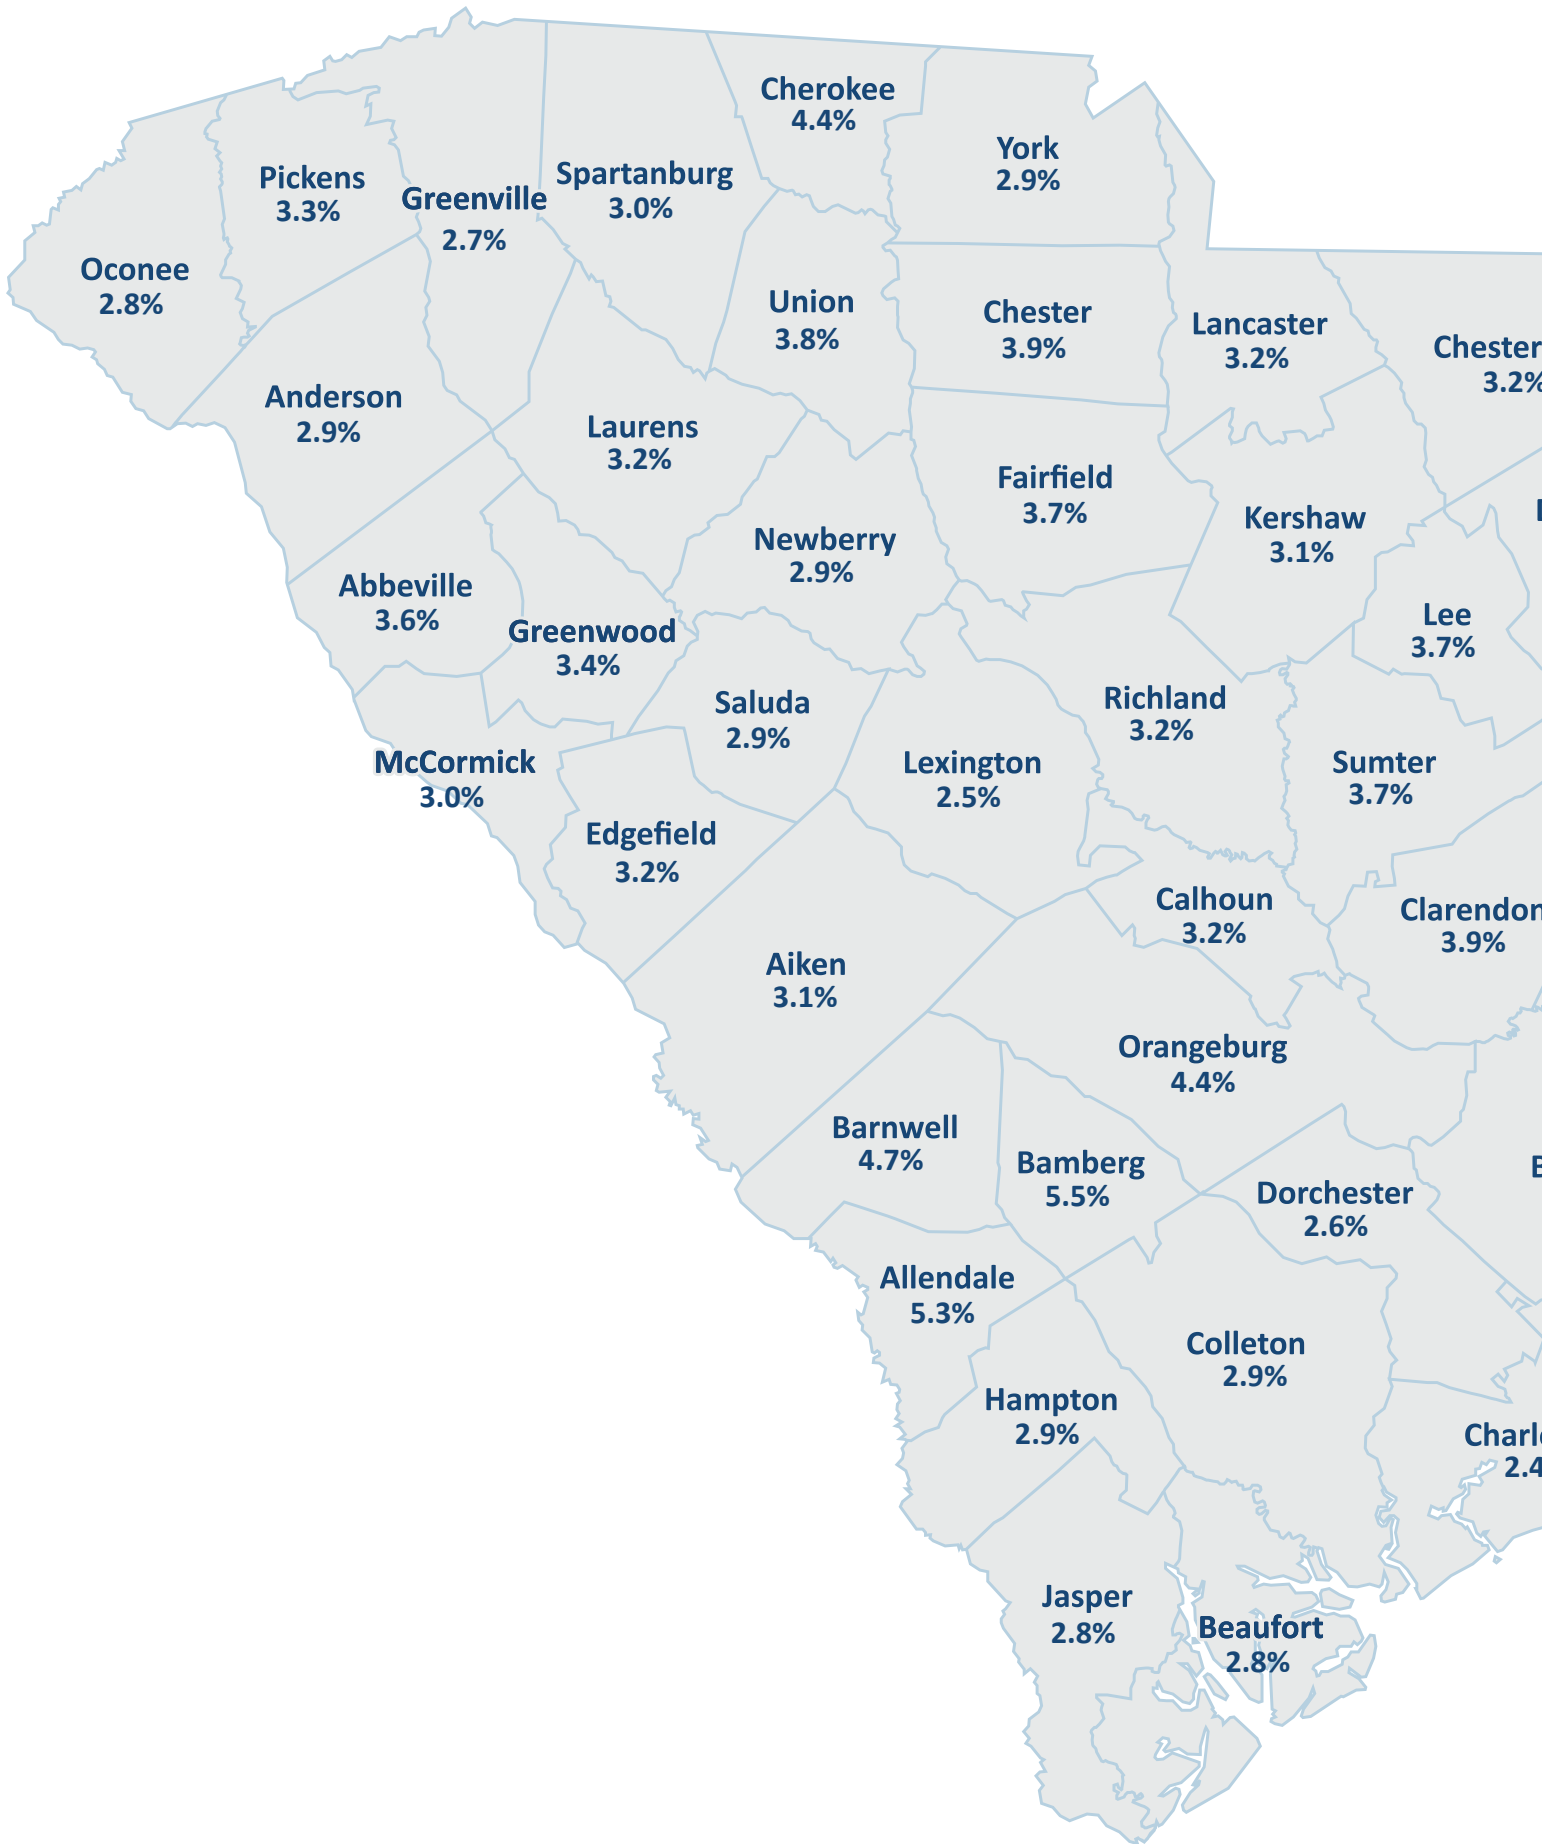 Cherokee
4.4%
York
2.9%
Pickens
3.3%
Greenville
2.7%
Spartanburg
3.0%
Oconee
2.8%
Union
3.8%
Chester
3.9%
Lancaster
3.2%
Chester
3.2%
Anderson
2.9%
Laurens
3.2%
Fairfield
3.7%
Kershaw
3.1%
Newberry
2.9%
Abbeville
3.6%
Greenwood
3.4%
Lee
3.7%
Saluda
2.9%
Richland
3.2%
McCormick
3.0%
Lexington
2.5%
Sumter
3.7%
Edgefield
3.2%
Calhoun
3.2%
Clarendon
3.9%
Aiken
3.1%
Orangeburg
4.4%
Barnwell
4.7%
Bamberg
5.5%
Dorchester
2.6%
Allendale
5.3%
Colleton
2.9%
Hampton
2.9%
Charl
2.4
Jasper
2.8%
Beaufort
2.8%